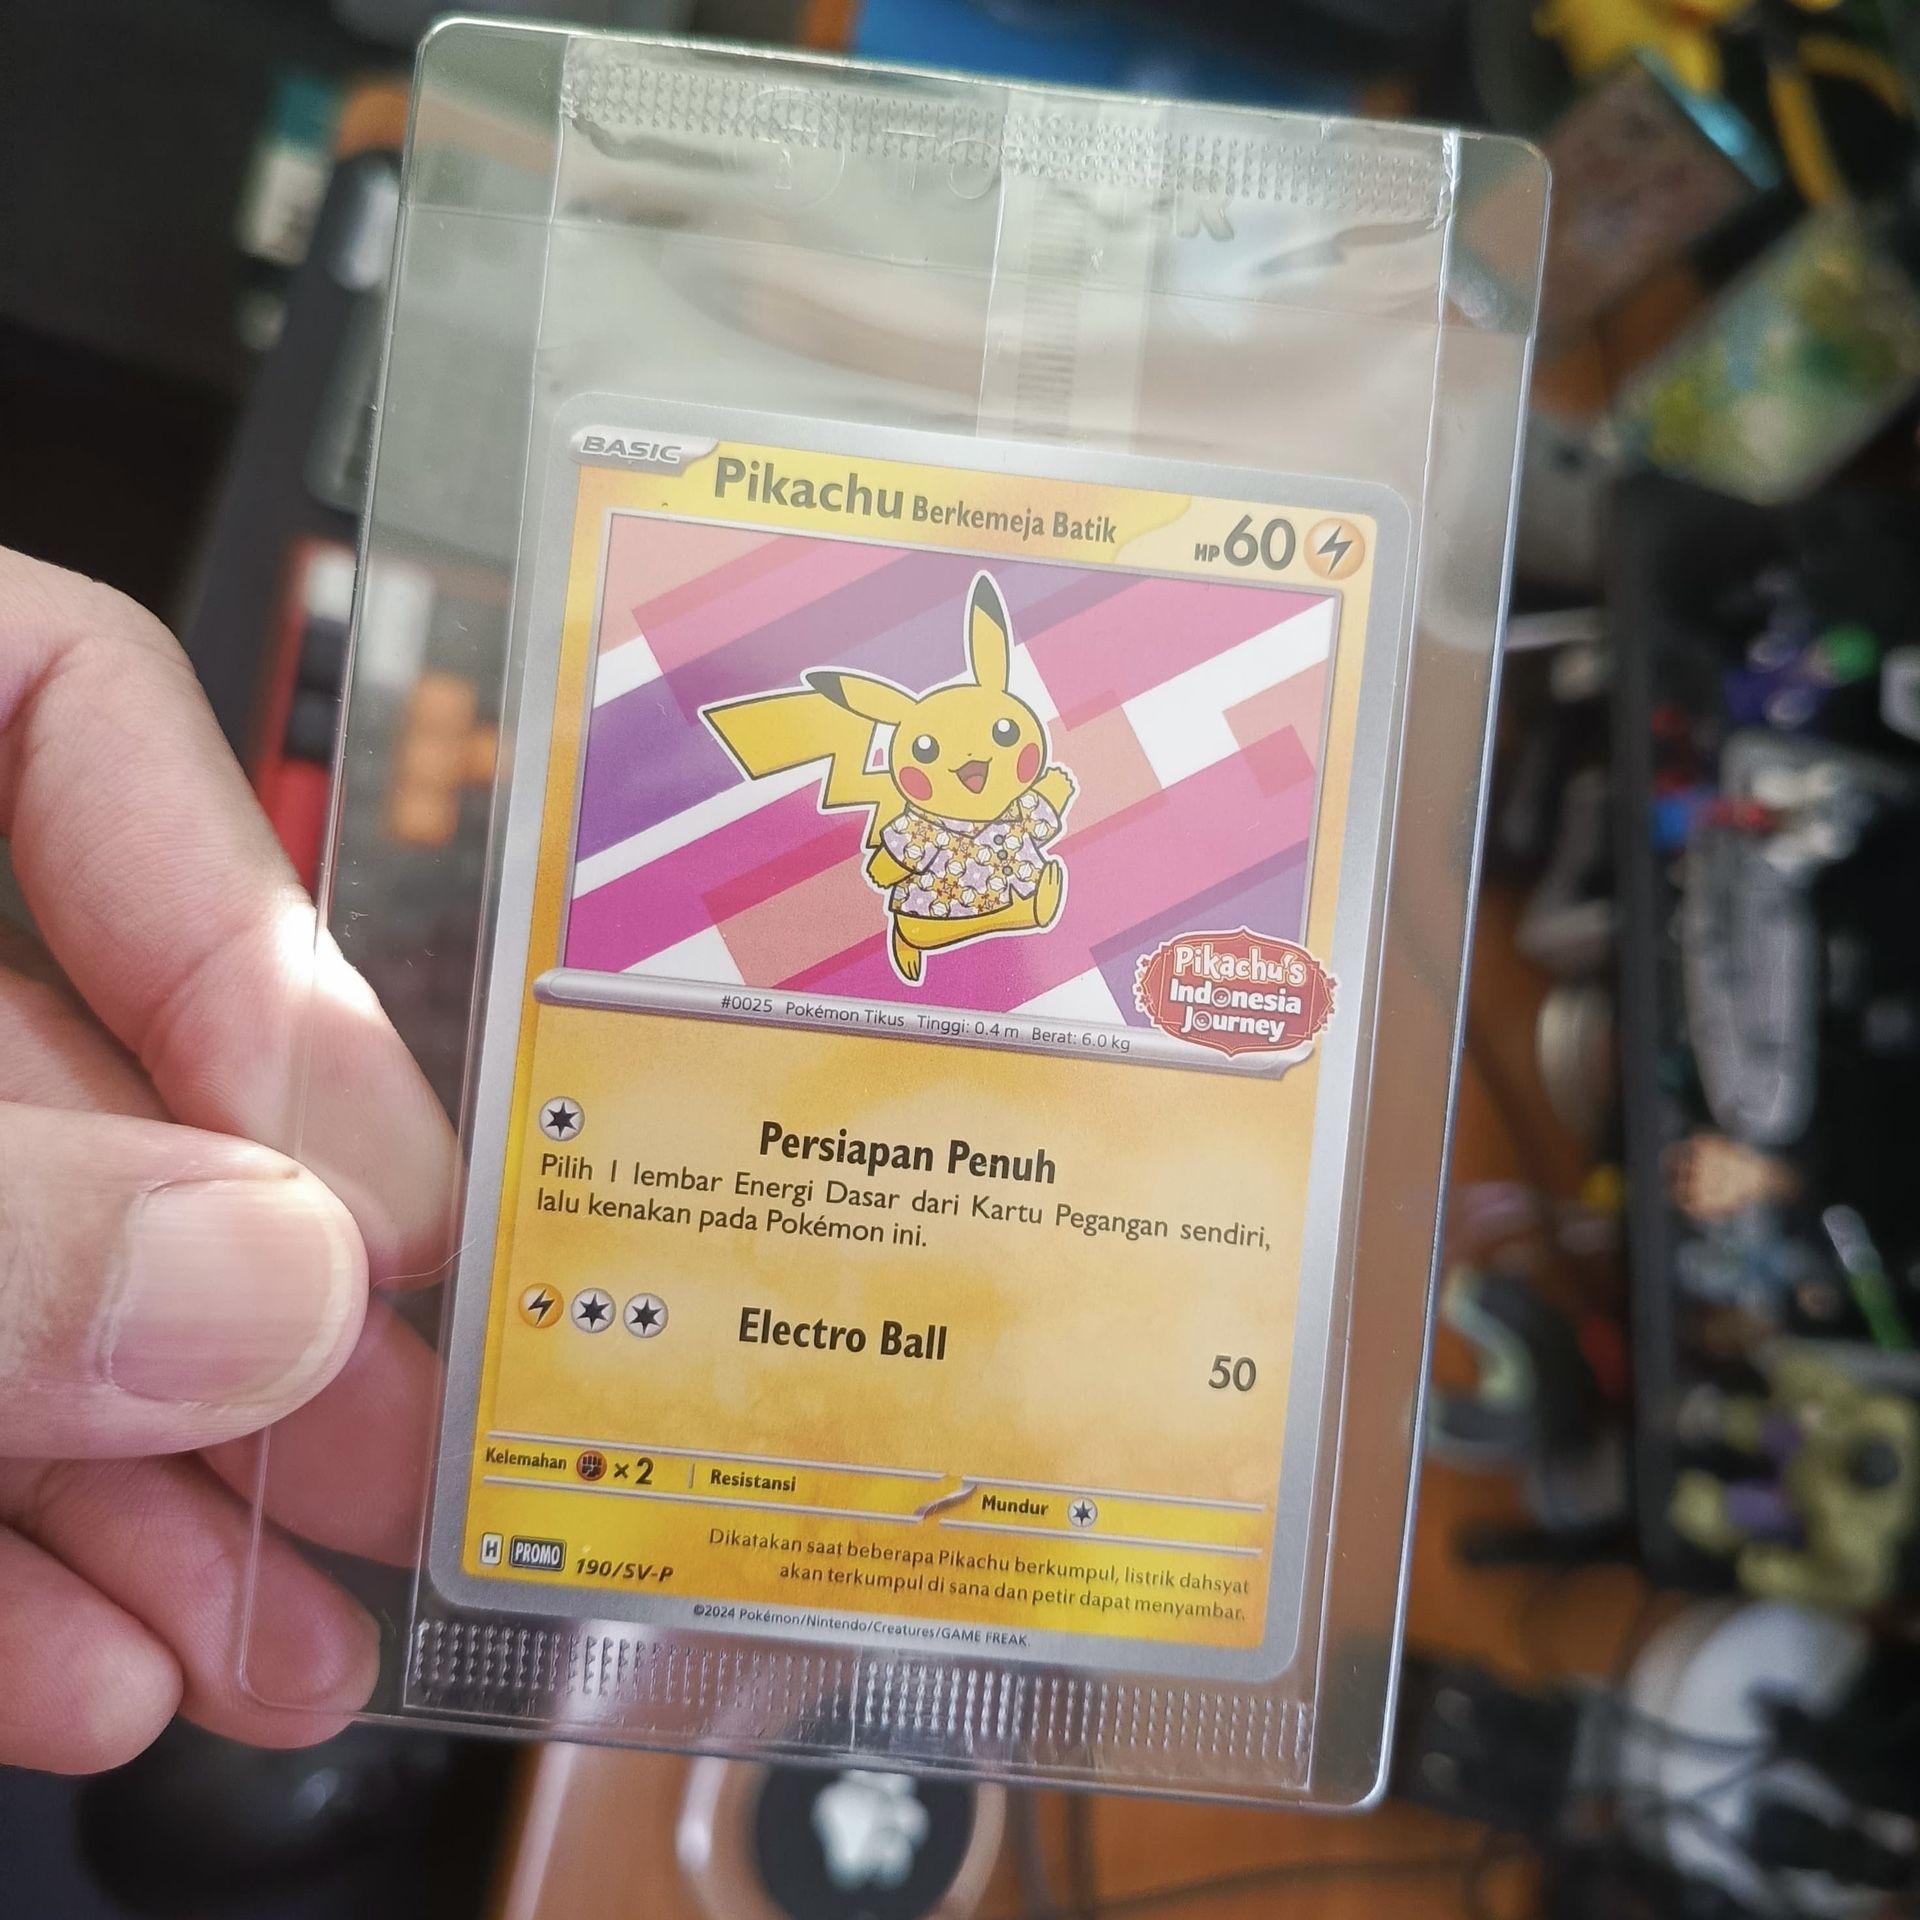 BASIC
Pikachu Berkemeja Batik
HP 60
Pikachu's
Indonesia
Journey
#0025 Pokémon Tikus Tinggi: 0.4 m Berat: 6.0 kg
Persiapan Penuh
Pilih 1 lembar Energi Dasar dari Kartu Pegangan sendiri,
lalu kenakan pada Pokémon ini.
Electro Ball
50
Kelemahan ×2 Resistansi Mundur
H PROMO 190/SV-P
Dikatakan saat beberapa Pikachu berkumpul, listrik dahsyat
akan terkumpul di sana dan petir dapat menyambar.
©2024 Pokémon/Nintendo/Creatures/GAME FREAK.